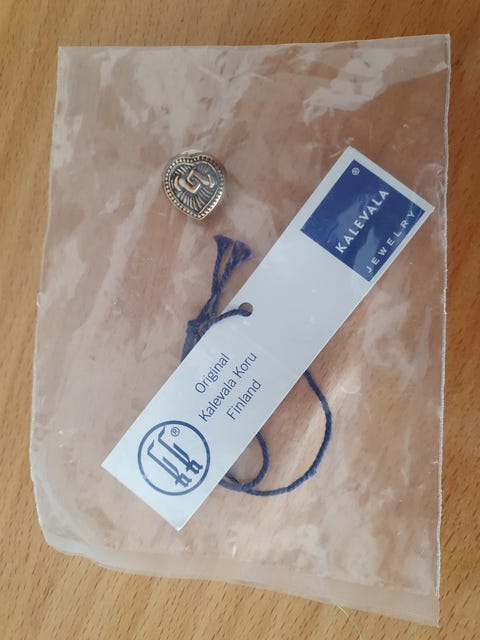 KALEVALA
®
JEWELRY
Original
Kalevala Koru
Finland
®